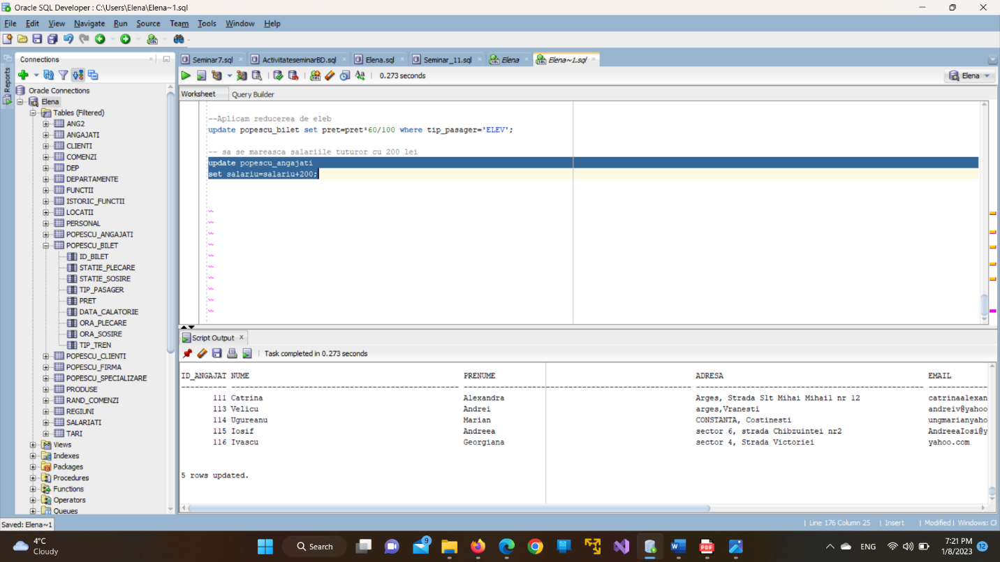 Oracle SQL Developer : C:\Users\Elena\Elena~1.sql
File Edit View Navigate Run Source Team Tools Window Help
Connections
Seminar7.sql ActivitateseminarBD.sql Elena.sql Seminar_11.sql Elena Elena~1.sql
0.273 seconds
Elena
Reports
Worksheet Query Builder
Oracle Connections
Elena
Tables (Filtered)
ANG2
ANGAJATI
CLIENTI
COMENZI
DEP
DEPARTAMENTE
FUNCTII
ISTORIC_FUNCTII
LOCATII
PERSONAL
POPESCU_ANGAJATI
POPESCU_BILET
ID_BILET
STATIE_PLECARE
STATIE_SOSIRE
TIP_PASAGER
PRET
DATA_CALATORIE
ORA_PLECARE
ORA_SOSIRE
TIP_TREN
POPESCU_CLIENTI
POPESCU_FIRMA
POPESCU_SPECIALIZARE
PRODUSE
RAND_COMENZI
REGIUNI
SALARIATI
TARI
Views
Indexes
Packages
Procedures
Functions
Operators
Queues
--Aplicam reducerea de eleb
update popescu_bilet set pret=pret*60/100 where tip_pasager='ELEV';
-- sa se mareasca salariile tuturor cu 200 lei
update popescu_angajati
set salariu=salariu+200;
Script Output
Task completed in 0.273 seconds
ID_ANGAJAT NUME PRENUME ADRESA EMAIL
111 Catrina Alexandra Arges, Strada Slt Mihai Mihail nr 12 catrinaalexan
113 Velicu Andrei arges,Vranesti andreiv@yahoo
114 Ugureanu Marian CONSTANTA, Costinesti ungmarianyaho
115 Iosif Andreea sector 6, strada Chibzuintei nr2 AndreeaIosi@y
116 Ivascu Georgiana sector 4, Strada Victoriei yahoo.com
5 rows updated.
Saved: Elena~1
Line 176 Column 25 Insert Modified Windows: C
4°C
Cloudy
Search
9
PDF
ENG
7:21 PM
1/8/2023
12